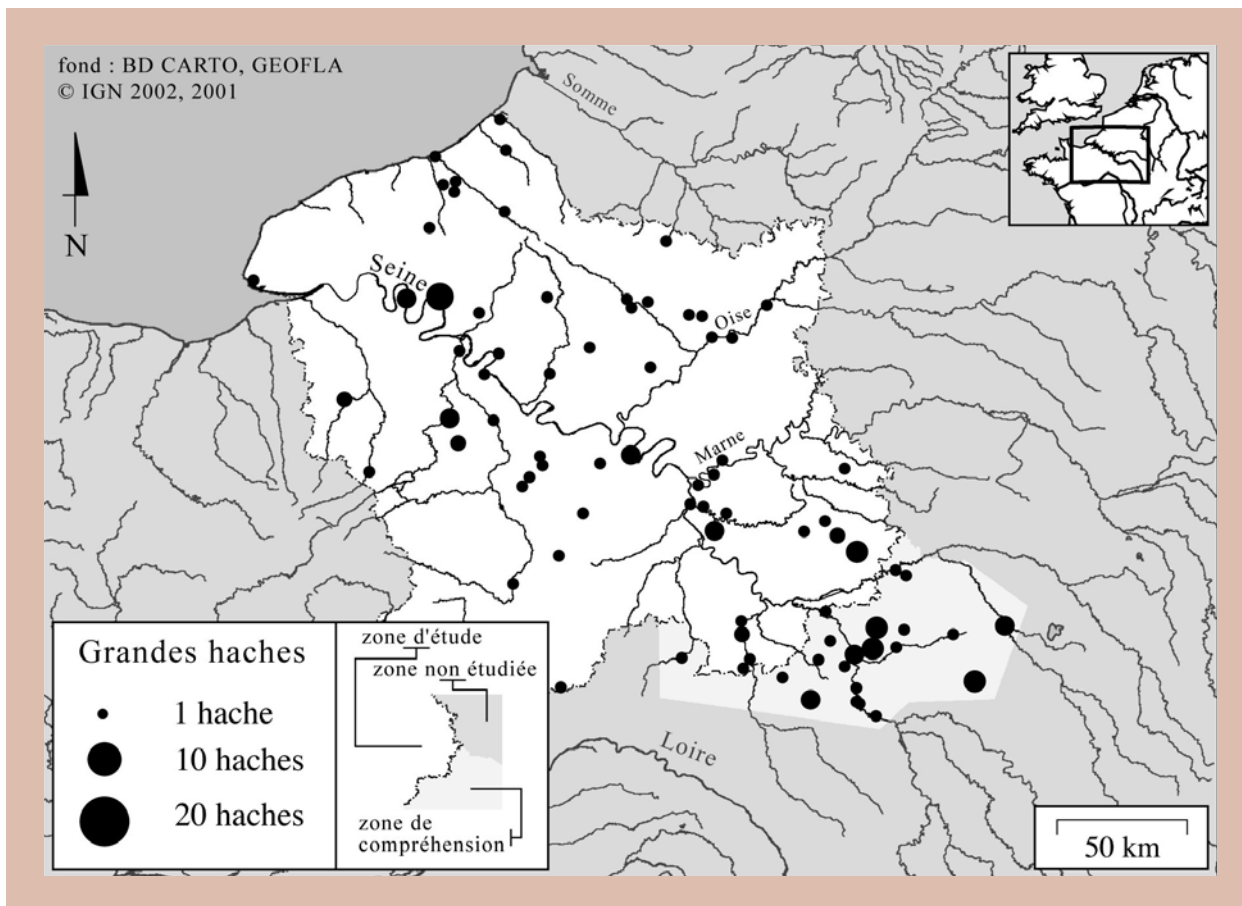 fond : BD CARTO, GEOFLA
© IGN 2002, 2001
N
Somme
Seine
Oise
Marne
Loire
Grandes haches
1 hache
10 haches
20 haches
zone d'étude
zone non étudiée
zone de
compréhension
50 km